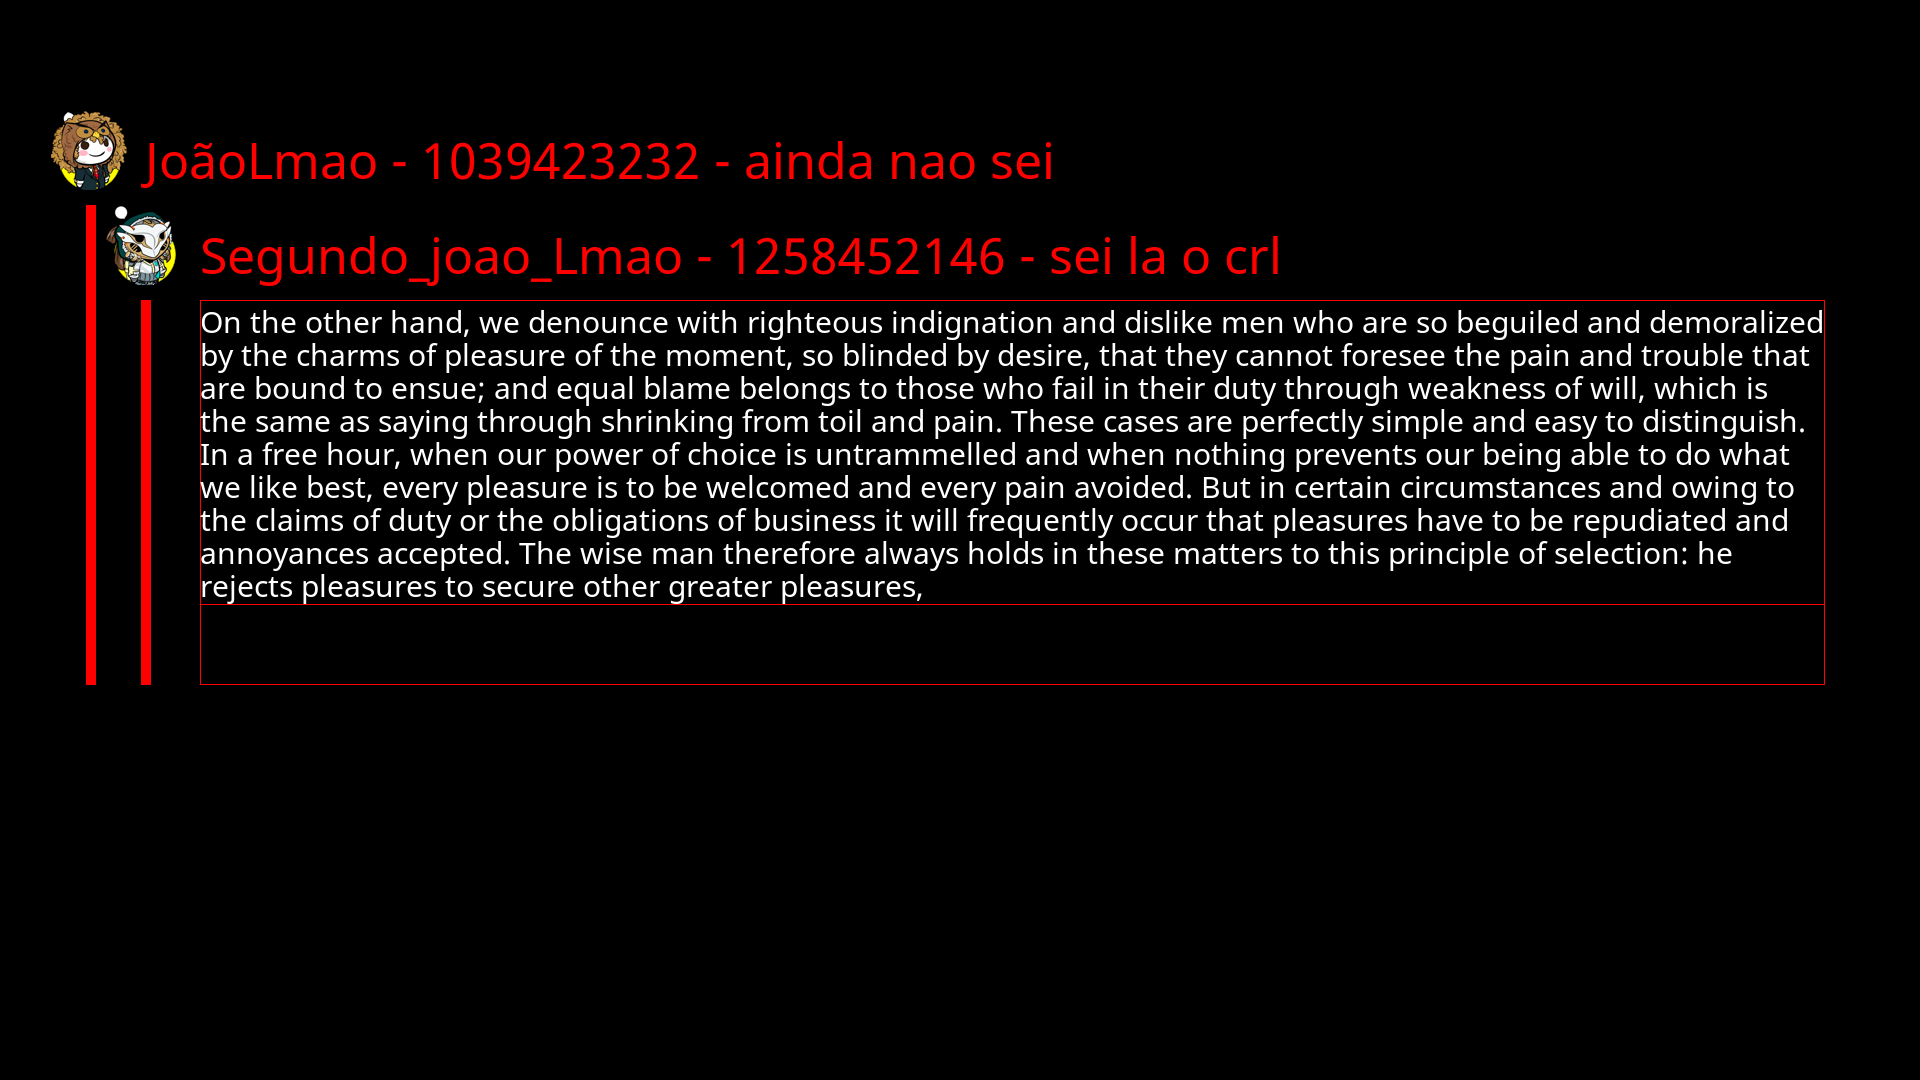 JoãoLmao - 1039423232 - ainda nao sei
Segundo_joao_Lmao - 1258452146 - sei la o crl
On the other hand, we denounce with righteous indignation and dislike men who are so beguiled and demoralized
by the charms of pleasure of the moment, so blinded by desire, that they cannot foresee the pain and trouble that
are bound to ensue; and equal blame belongs to those who fail in their duty through weakness of will, which is
the same as saying through shrinking from toil and pain. These cases are perfectly simple and easy to distinguish.
In a free hour, when our power of choice is untrammelled and when nothing prevents our being able to do what
we like best, every pleasure is to be welcomed and every pain avoided. But in certain circumstances and owing to
the claims of duty or the obligations of business it will frequently occur that pleasures have to be repudiated and
annoyances accepted. The wise man therefore always holds in these matters to this principle of selection: he
rejects pleasures to secure other greater pleasures,